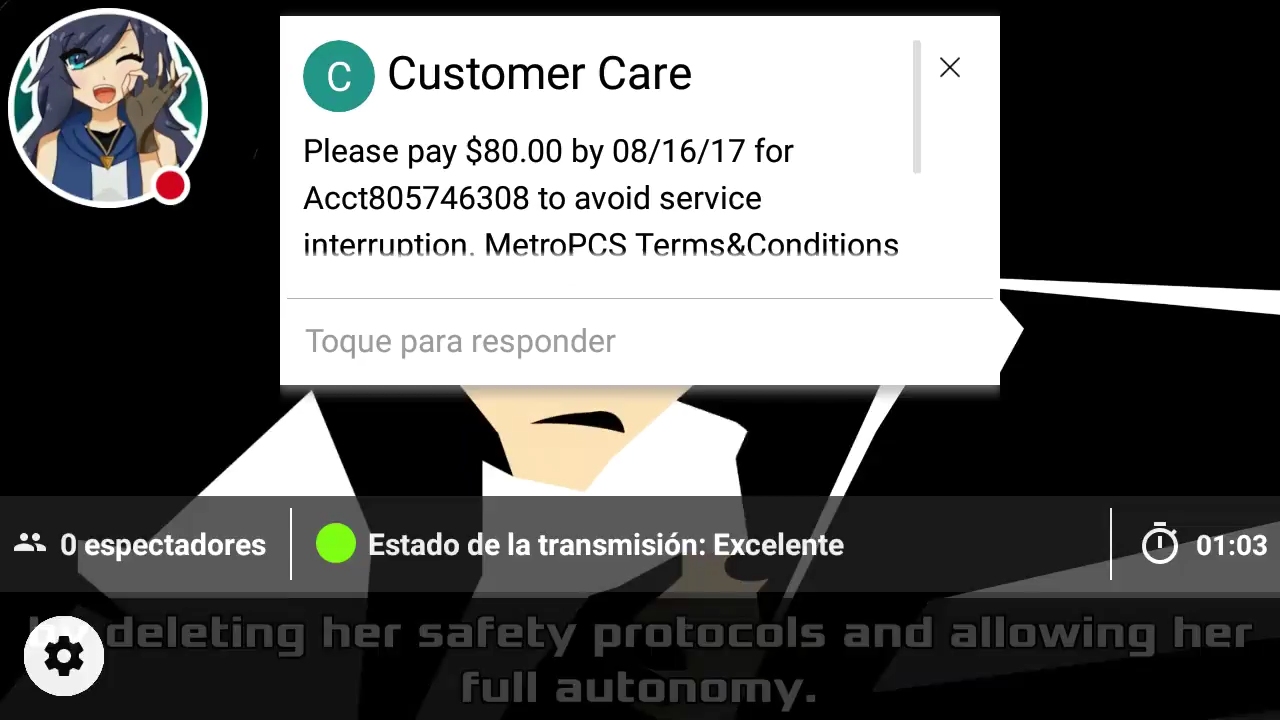 C Customer Care
Please pay $80.00 by 08/16/17 for
Acct805746308 to avoid service
interruption. MetroPCS Terms&Conditions
Toque para responder
0 espectadores
Estado de la transmisión: Excelente
01:03
by deleting her safety protocols and allowing her
full autonomy.